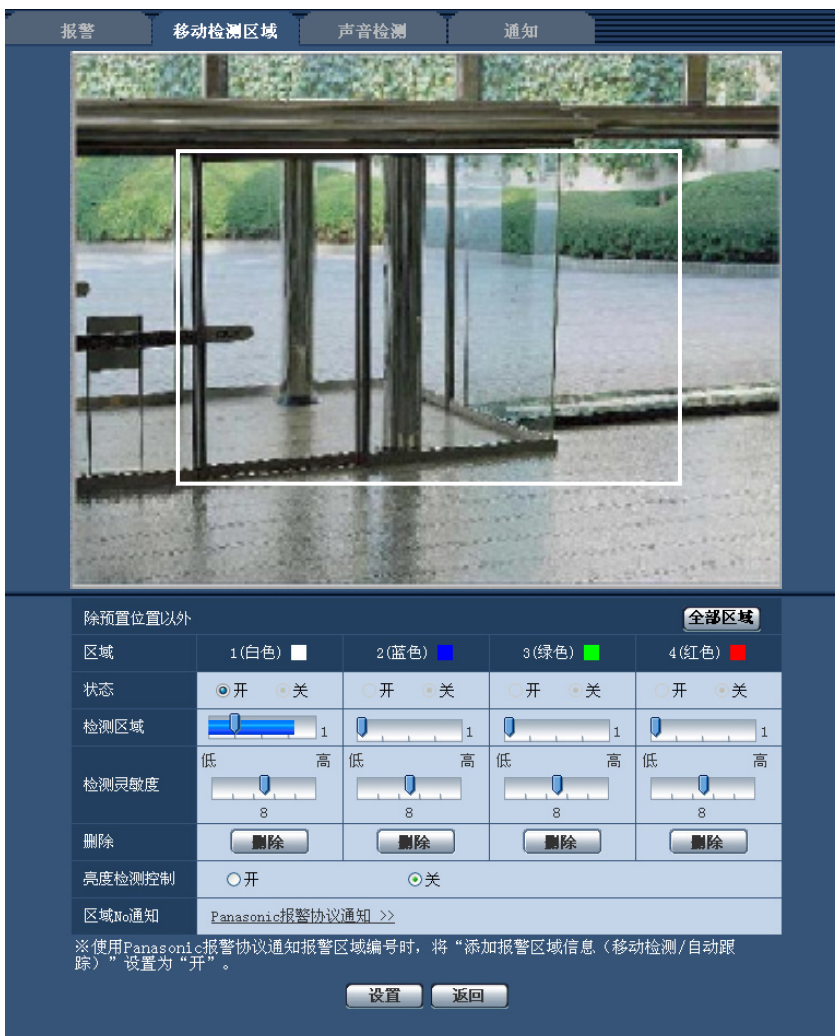 报警 移动检测区域 声音检测 通知
除预置位置以外 全部区域
区域 1(白色) 2(蓝色) 3(绿色) 4(红色)
状态 开 关 开 关 开 关 开 关
检测区域 1 1 1 1
低 高 低 高 低 高 低 高
检测灵敏度
8 8 8 8
删除 删除 删除 删除 删除
亮度检测控制 开 关
区域No通知 Panasonic报警协议通知 >>
※使用Panasonic报警协议通知报警区域编号时，将“添加报警区域信息（移动检测/自动跟
踪）”设置为“开”。
设置 返回